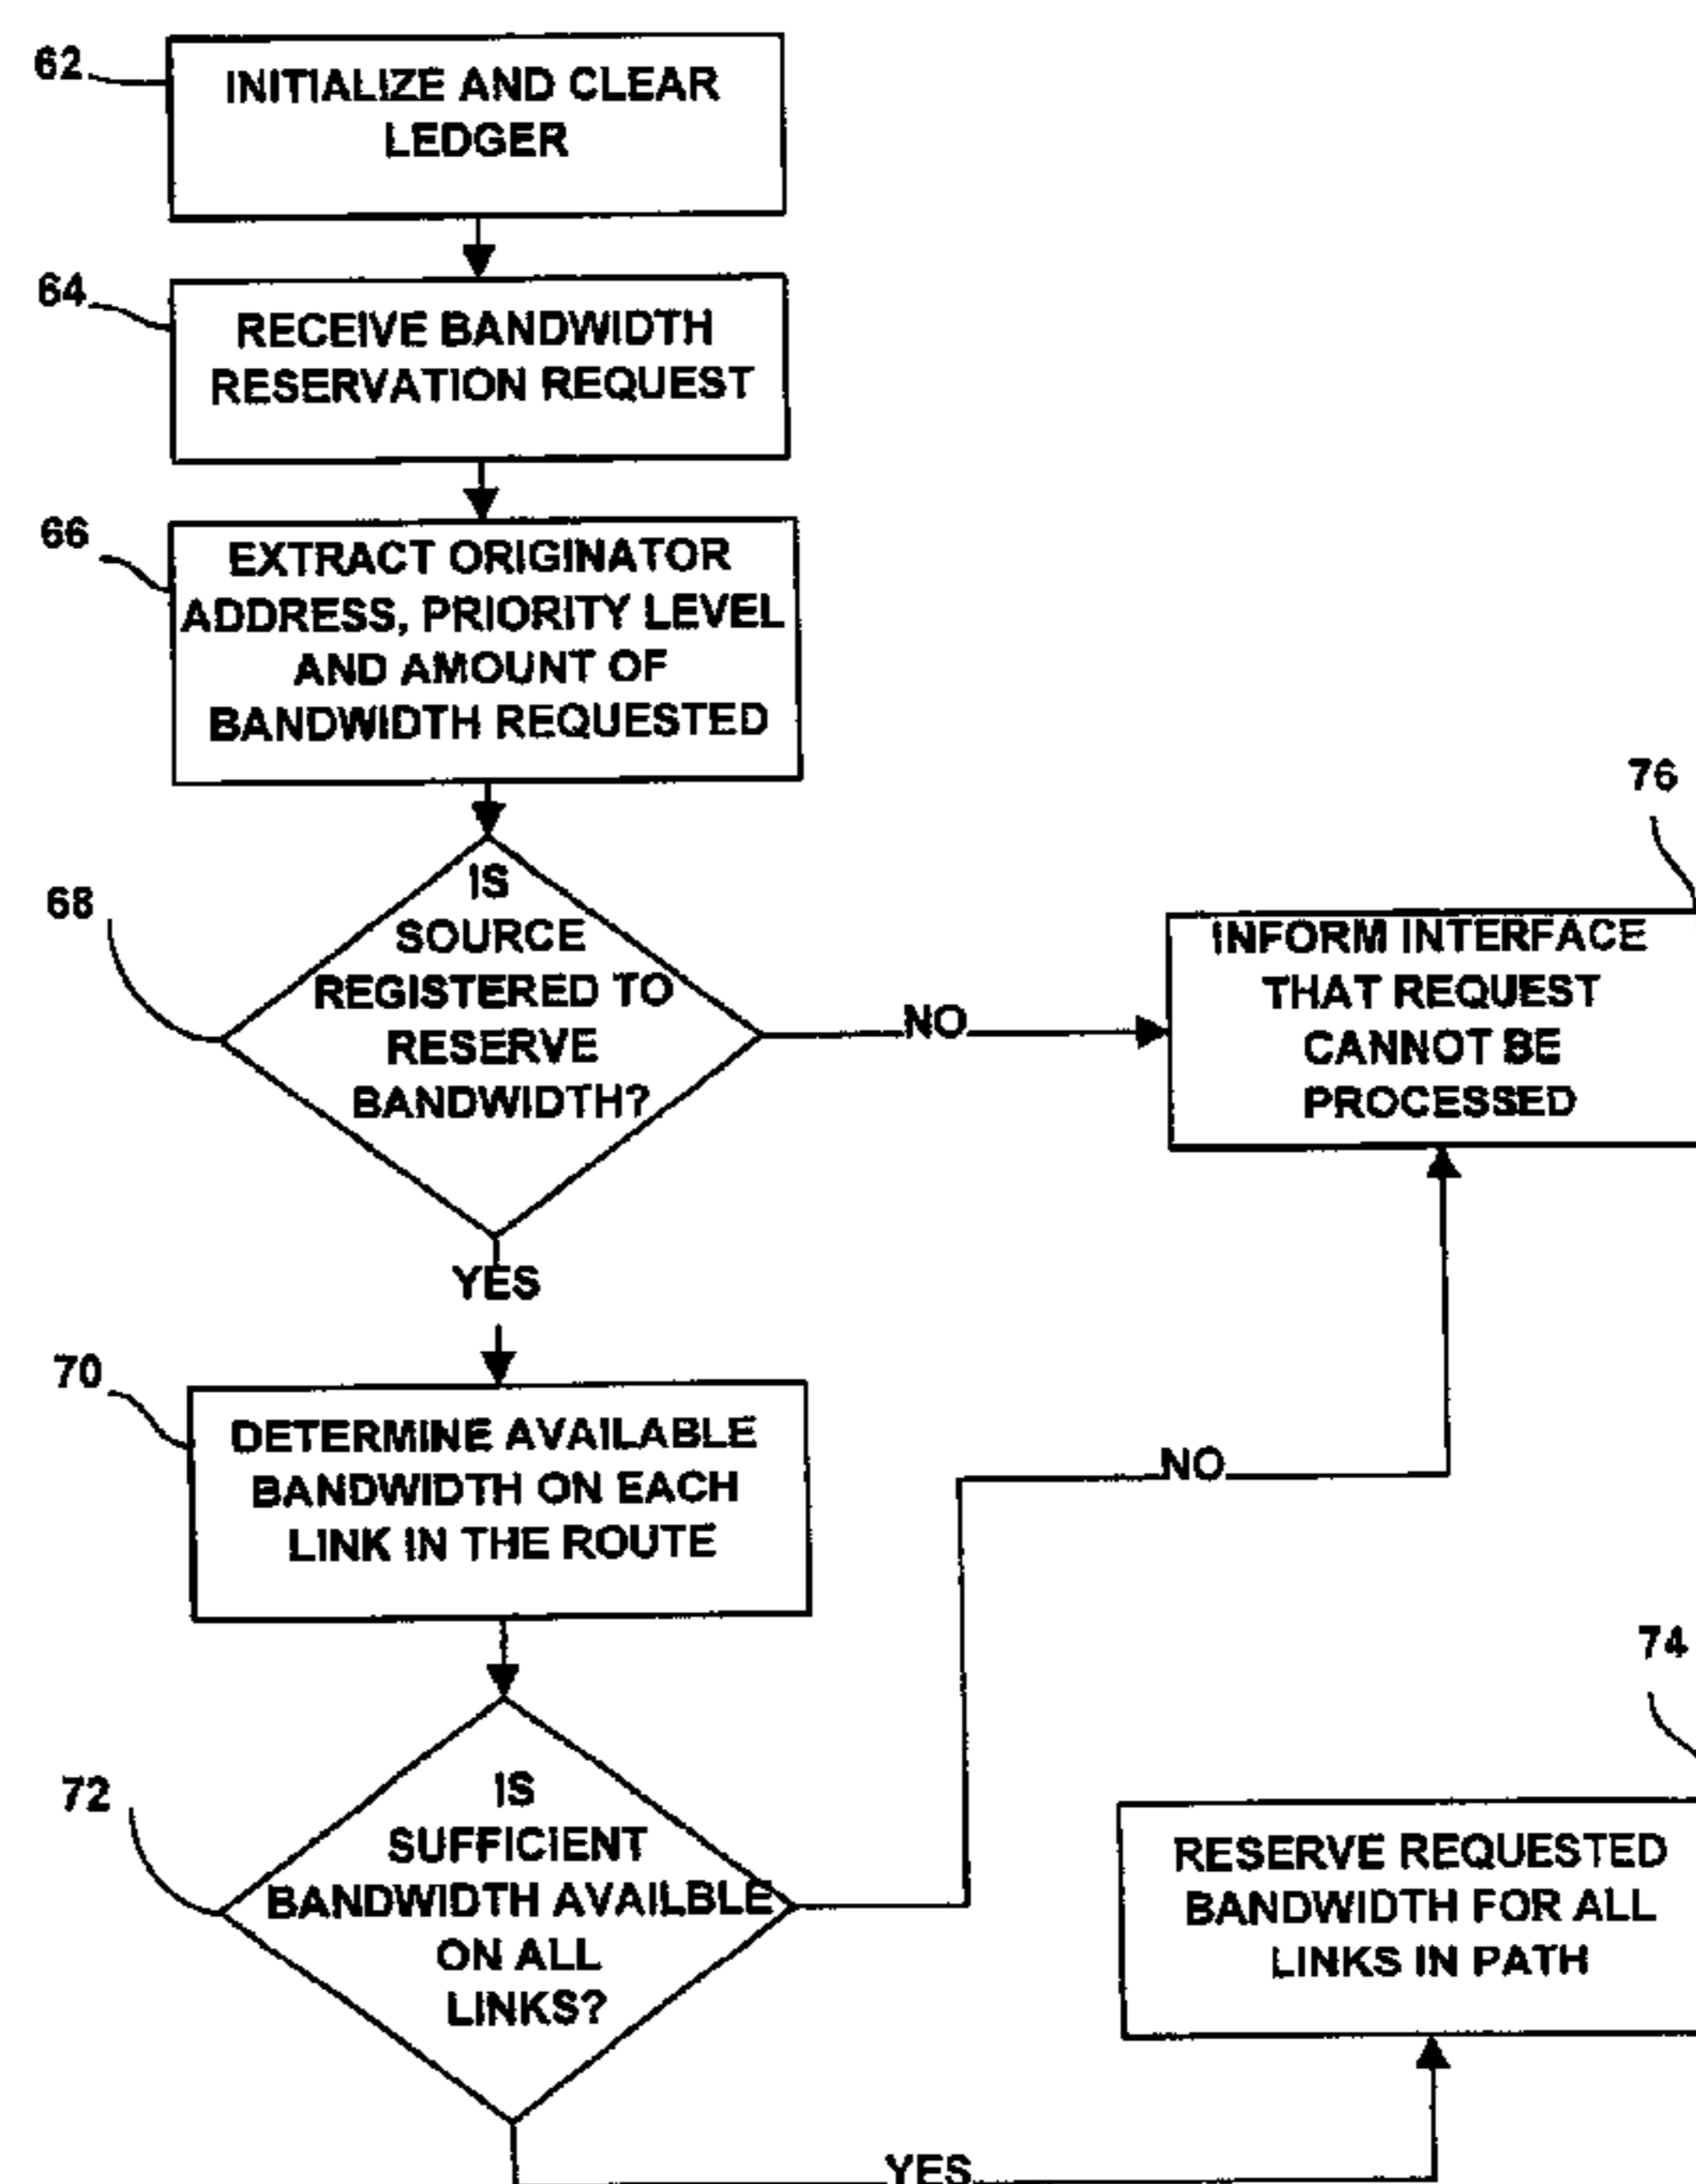 62
INITIALIZE AND CLEAR
LEDGER
64
RECEIVE BANDWIDTH
RESERVATION REQUEST
66
EXTRACT ORIGINATOR
ADDRESS, PRIORITY LEVEL
AND AMOUNT OF
BANDWIDTH REQUESTED
68
IS
SOURCE
REGISTERED TO
RESERVE
BANDWIDTH?
NO
76
INFORM INTERFACE
THAT REQUEST
CANNOT BE
PROCESSED
YES
70
DETERMINE AVAILABLE
BANDWIDTH ON EACH
LINK IN THE ROUTE
NO
72
IS
SUFFICIENT
BANDWIDTH AVAILBLE
ON ALL
LINKS?
74
RESERVE REQUESTED
BANDWIDTH FOR ALL
LINKS IN PATH
YES